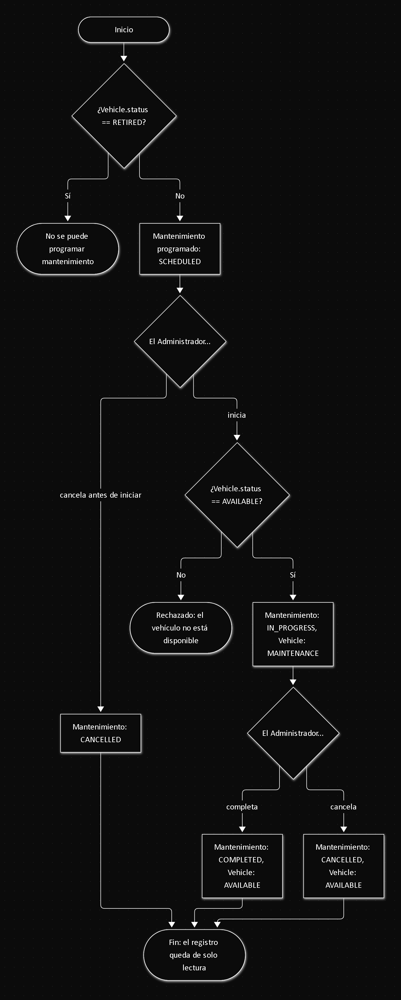 Inicio
¿Vehicle.status
== RETIRED?
Sí
No
No se puede
programar
mantenimiento
Mantenimiento
programado:
SCHEDULED
El Administrador...
inicia
cancela antes de iniciar
¿Vehicle.status
== AVAILABLE?
No
Sí
Rechazado: el
vehículo no está
disponible
Mantenimiento:
IN_PROGRESS,
Vehicle:
MAINTENANCE
Mantenimiento:
CANCELLED
El Administrador...
completa
cancela
Mantenimiento:
COMPLETED,
Vehicle:
AVAILABLE
Mantenimiento:
CANCELLED,
Vehicle:
AVAILABLE
Fin: el registro
queda de solo
lectura